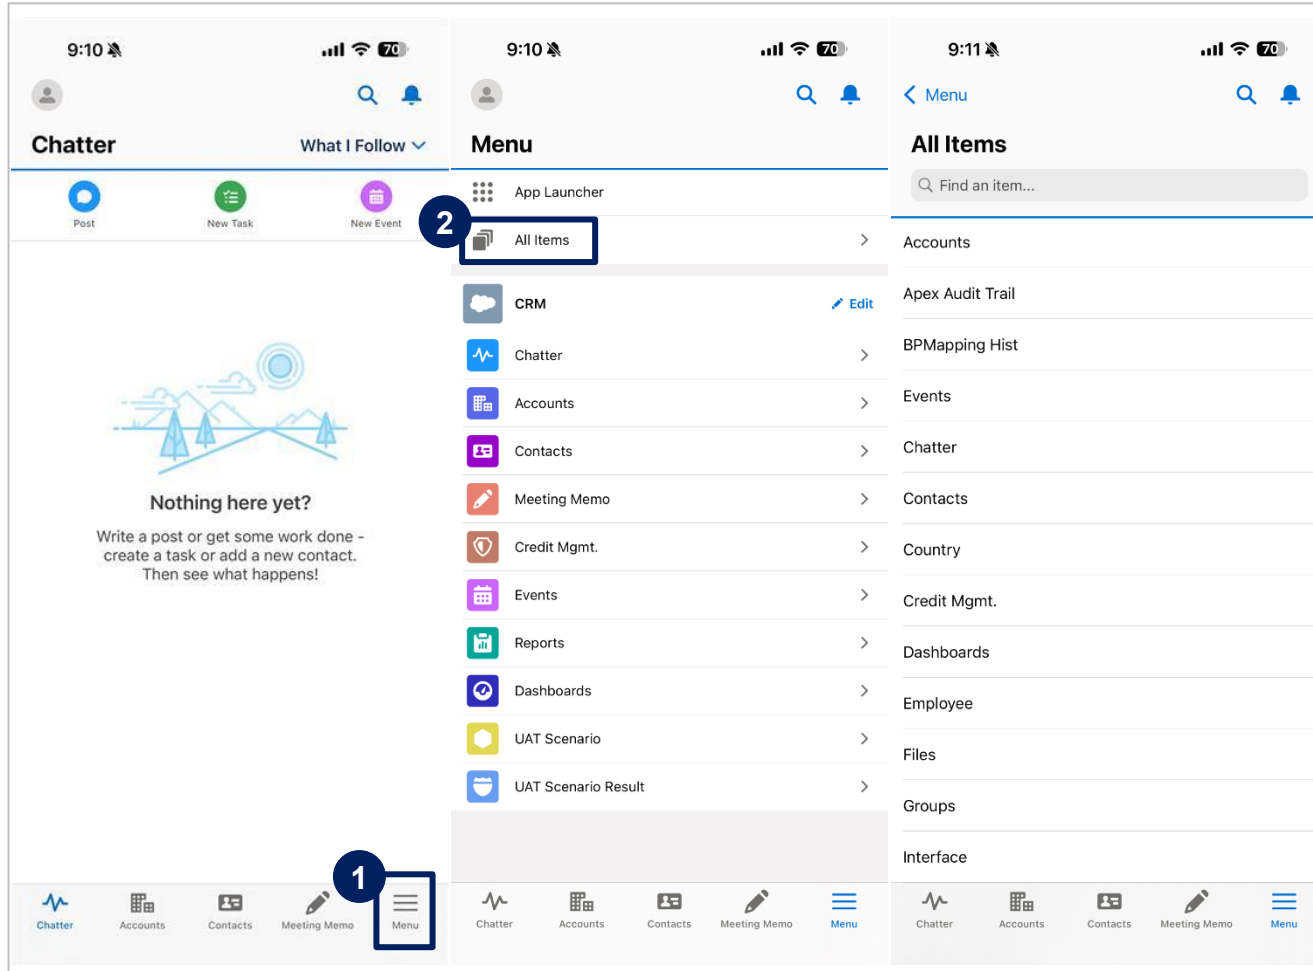 9:10
70
Chatter
What I Follow
Post
New Task
New Event
Nothing here yet?
Write a post or get some work done -
create a task or add a new contact.
Then see what happens!
1
Chatter
Accounts
Contacts
Meeting Memo
Menu
9:10
70
Menu
App Launcher
2
All Items
CRM
Edit
Chatter
Accounts
Contacts
Meeting Memo
Credit Mgmt.
Events
Reports
Dashboards
UAT Scenario
UAT Scenario Result
Chatter
Accounts
Contacts
Meeting Memo
Menu
9:11
70
Menu
All Items
Find an item...
Accounts
Apex Audit Trail
BPMapping Hist
Events
Chatter
Contacts
Country
Credit Mgmt.
Dashboards
Employee
Files
Groups
Interface
Chatter
Accounts
Contacts
Meeting Memo
Menu